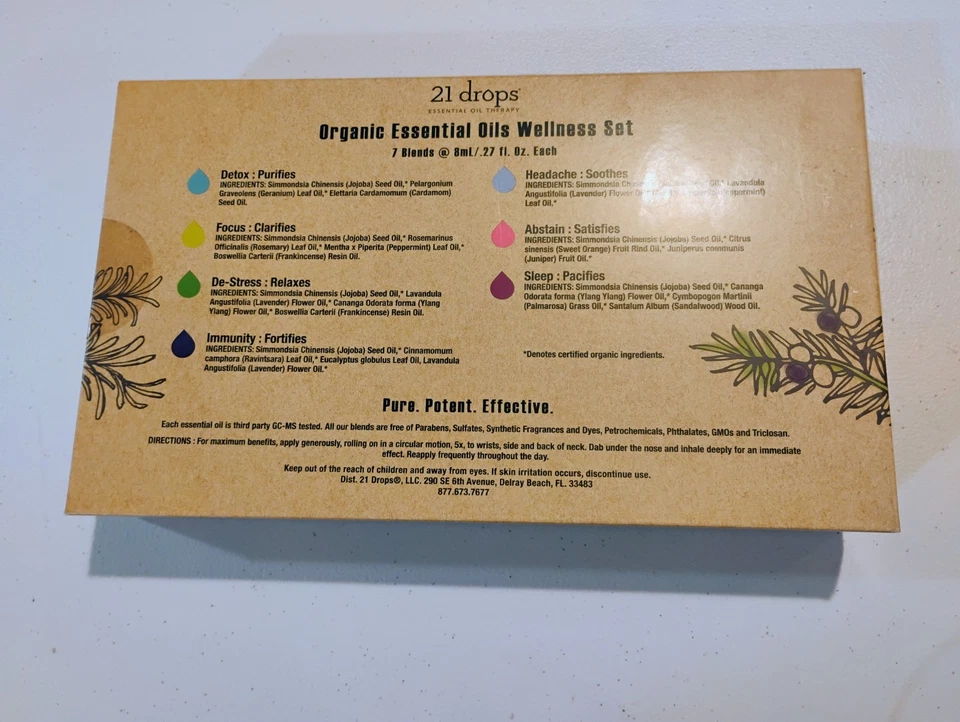 21 drops
ESSENTIAL OIL THERAPY
Organic Essential Oils Wellness Set
7 Blends @ 8mL/.27 fl. Oz. Each
Detox : Purifies
INGREDIENTS: Simmondsia Chinensis (Jojoba) Seed Oil,* Pelargonium
Graveolens (Geranium) Leaf Oil,* Elettaria Cardamomum (Cardamom)
Seed Oil.
Focus : Clarifies
INGREDIENTS: Simmondsia Chinensis (Jojoba) Seed Oil,* Rosemarinus
Officinalis (Rosemary) Leaf Oil,* Mentha x Piperita (Peppermint) Leaf Oil,*
Boswellia Carterii (Frankincense) Resin Oil.
De-Stress : Relaxes
INGREDIENTS: Simmondsia Chinensis (Jojoba) Seed Oil,* Lavandula
Angustifolia (Lavender) Flower Oil,* Cananga Odorata forma (Ylang
Ylang) Flower Oil,* Boswellia Carterii (Frankincense) Resin Oil.
Immunity : Fortifies
INGREDIENTS: Simmondsia Chinensis (Jojoba) Seed Oil,* Cinnamomum
camphora (Ravintsara) Leaf Oil,* Eucalyptus globulus Leaf Oil, Lavandula
Angustifolia (Lavender) Flower Oil.*
Headache : Soothes
INGREDIENTS: Simmondsia Seed Oil,* Lavandula
Angustifolia (Lavender) Flower (Peppermint)
Leaf Oil.*
Abstain : Satisfies
INGREDIENTS: Simmondsia Chinensis (Jojoba) Seed Oil,* Citrus
sinensis (Sweet Orange) Fruit Rind Oil,* Juniperus communis
(Juniper) Fruit Oil.*
Sleep : Pacifies
INGREDIENTS: Simmondsia Chinensis (Jojoba) Seed Oil,* Cananga
Odorata forma (Ylang Ylang) Flower Oil,* Cymbopogon Martinii
(Palmarosa) Grass Oil,* Santalum Album (Sandalwood) Wood Oil.
*Denotes certified organic ingredients.
Pure. Potent. Effective.
Each essential oil is third party GC-MS tested. All our blends are free of Parabens, Sulfates, Synthetic Fragrances and Dyes, Petrochemicals, Phthalates, GMOs and Triclosan.
DIRECTIONS : For maximum benefits, apply generously, rolling on in a circular motion, 5x, to wrists, side and back of neck. Dab under the nose and inhale deeply for an immediate
effect. Reapply frequently throughout the day.
Keep out of the reach of children and away from eyes. If skin irritation occurs, discontinue use.
Dist. 21 Drops®, LLC. 290 SE 6th Avenue, Delray Beach, FL. 33483
877.673.7677